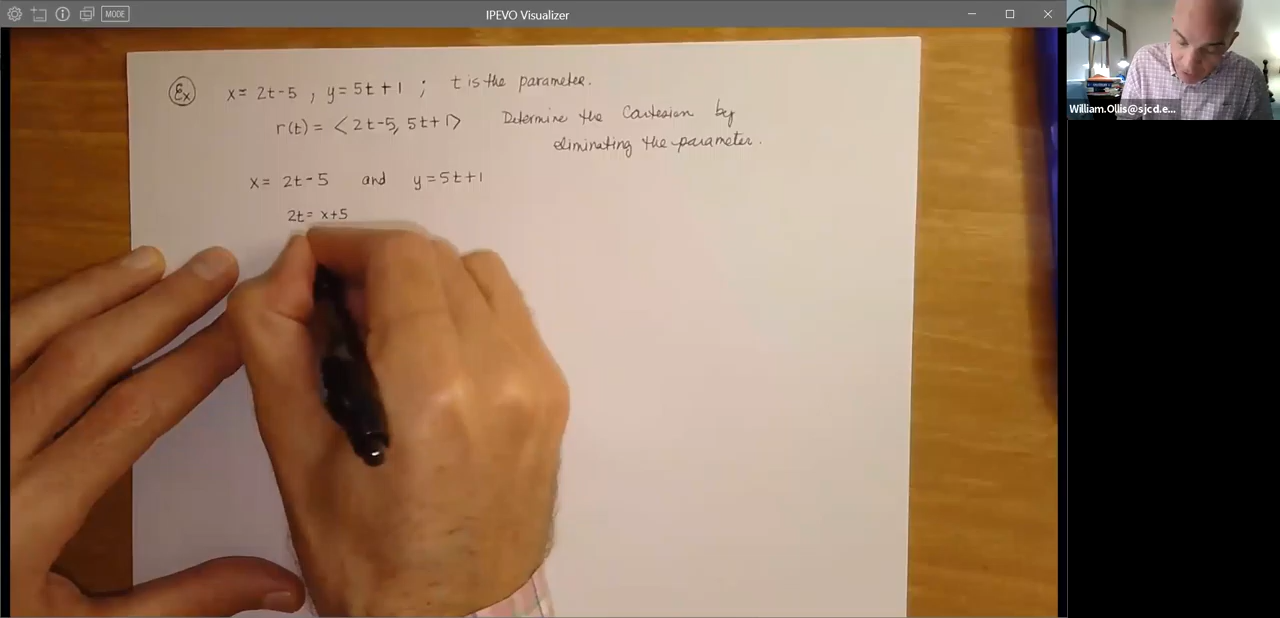 MODE
IPEVO Visualizer
William.Ollis@sjcd.e...
Ex x = 2t-5 , y = 5t + 1 ; t is the parameter.
r(t) = < 2t-5, 5t+1 > Determine the Cartesian by
eliminating the parameter.
x = 2t - 5 and y = 5t+1
2t = x+5